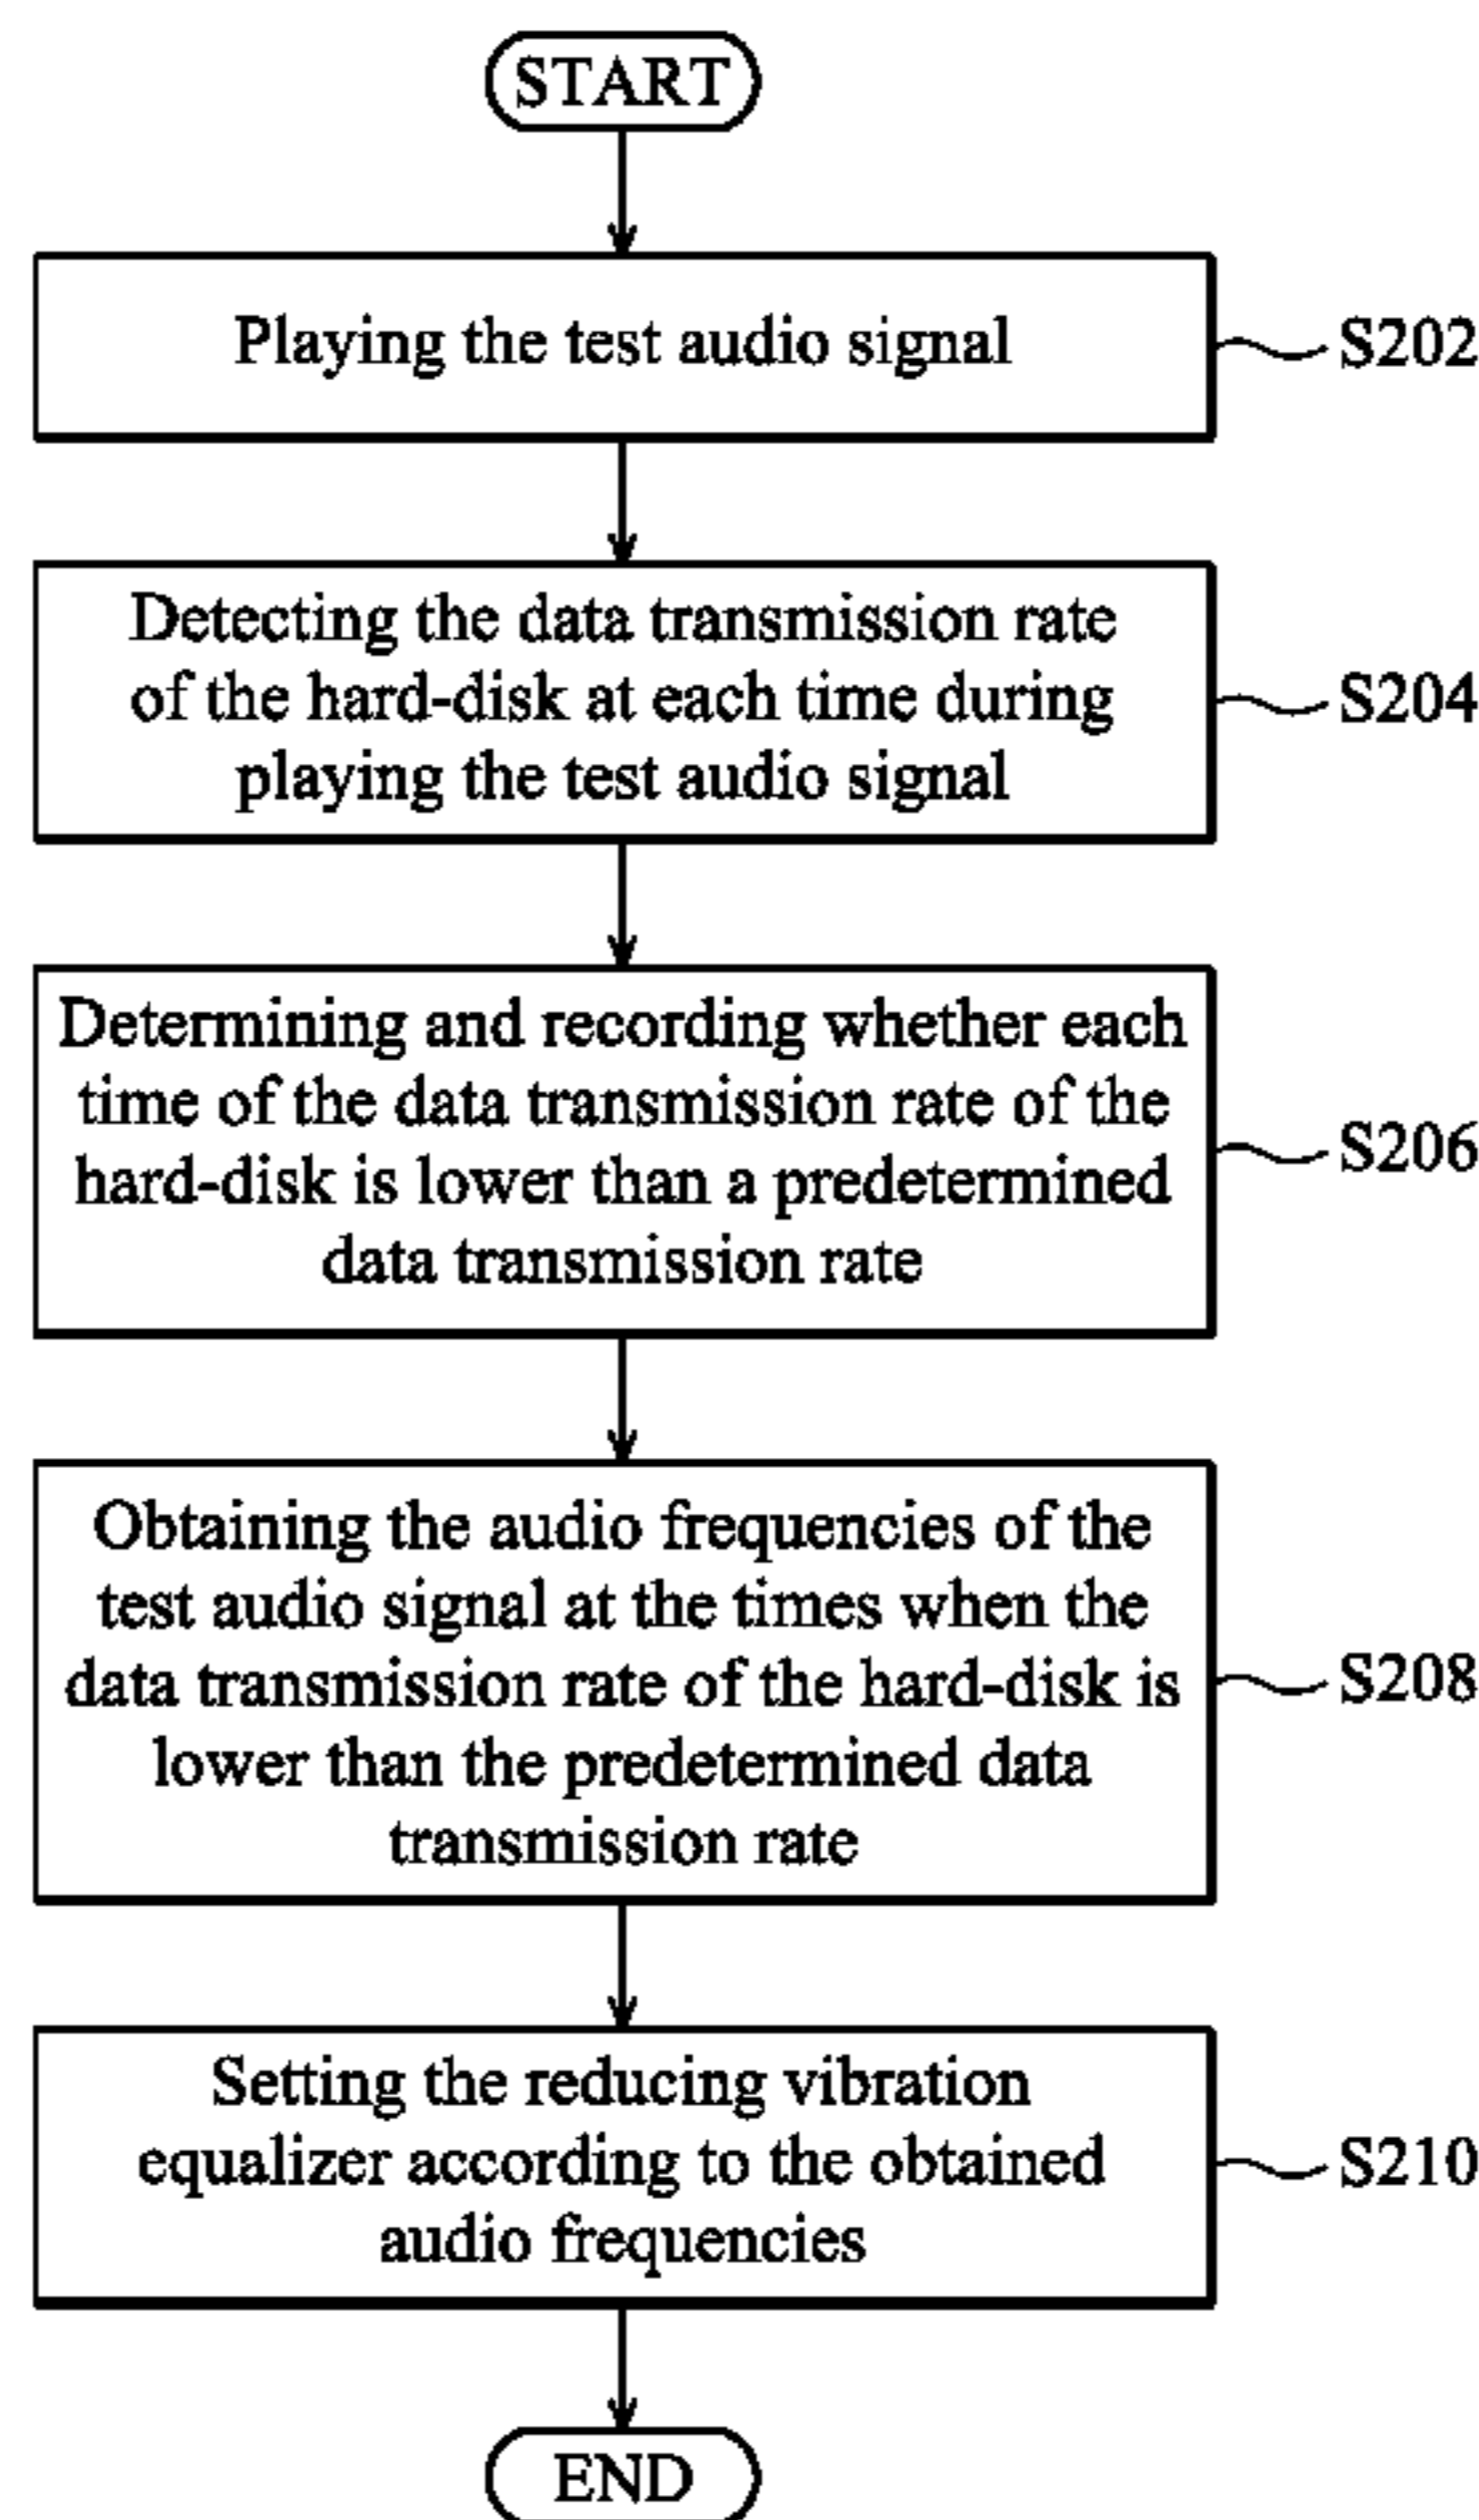 START
Playing the test audio signal
S202
Detecting the data transmission rate
of the hard-disk at each time during
playing the test audio signal
S204
Determining and recording whether each
time of the data transmission rate of the
hard-disk is lower than a predetermined
data transmission rate
S206
Obtaining the audio frequencies of the
test audio signal at the times when the
data transmission rate of the hard-disk is
lower than the predetermined data
transmission rate
S208
Setting the reducing vibration
equalizer according to the obtained
audio frequencies
S210
END